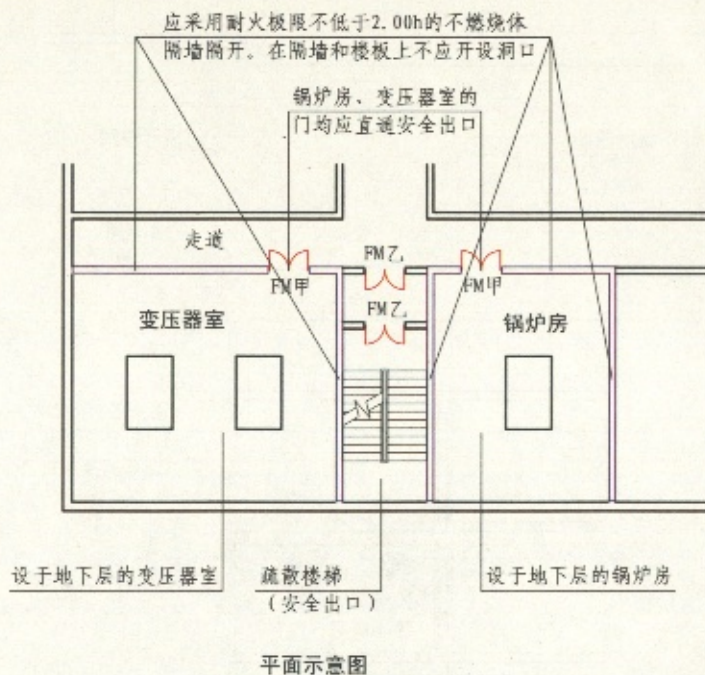 应采用耐火极限不低于2.00h的不燃烧体
隔墙隔开。在隔墙和楼板上不应开设洞口
锅炉房、变压器室的
门均应直通安全出口
走道
FM乙
FM甲
FM甲
FM乙
变压器室
锅炉房
设于地下层的变压器室
疏散楼梯
(安全出口)
设于地下层的锅炉房
平面示意图